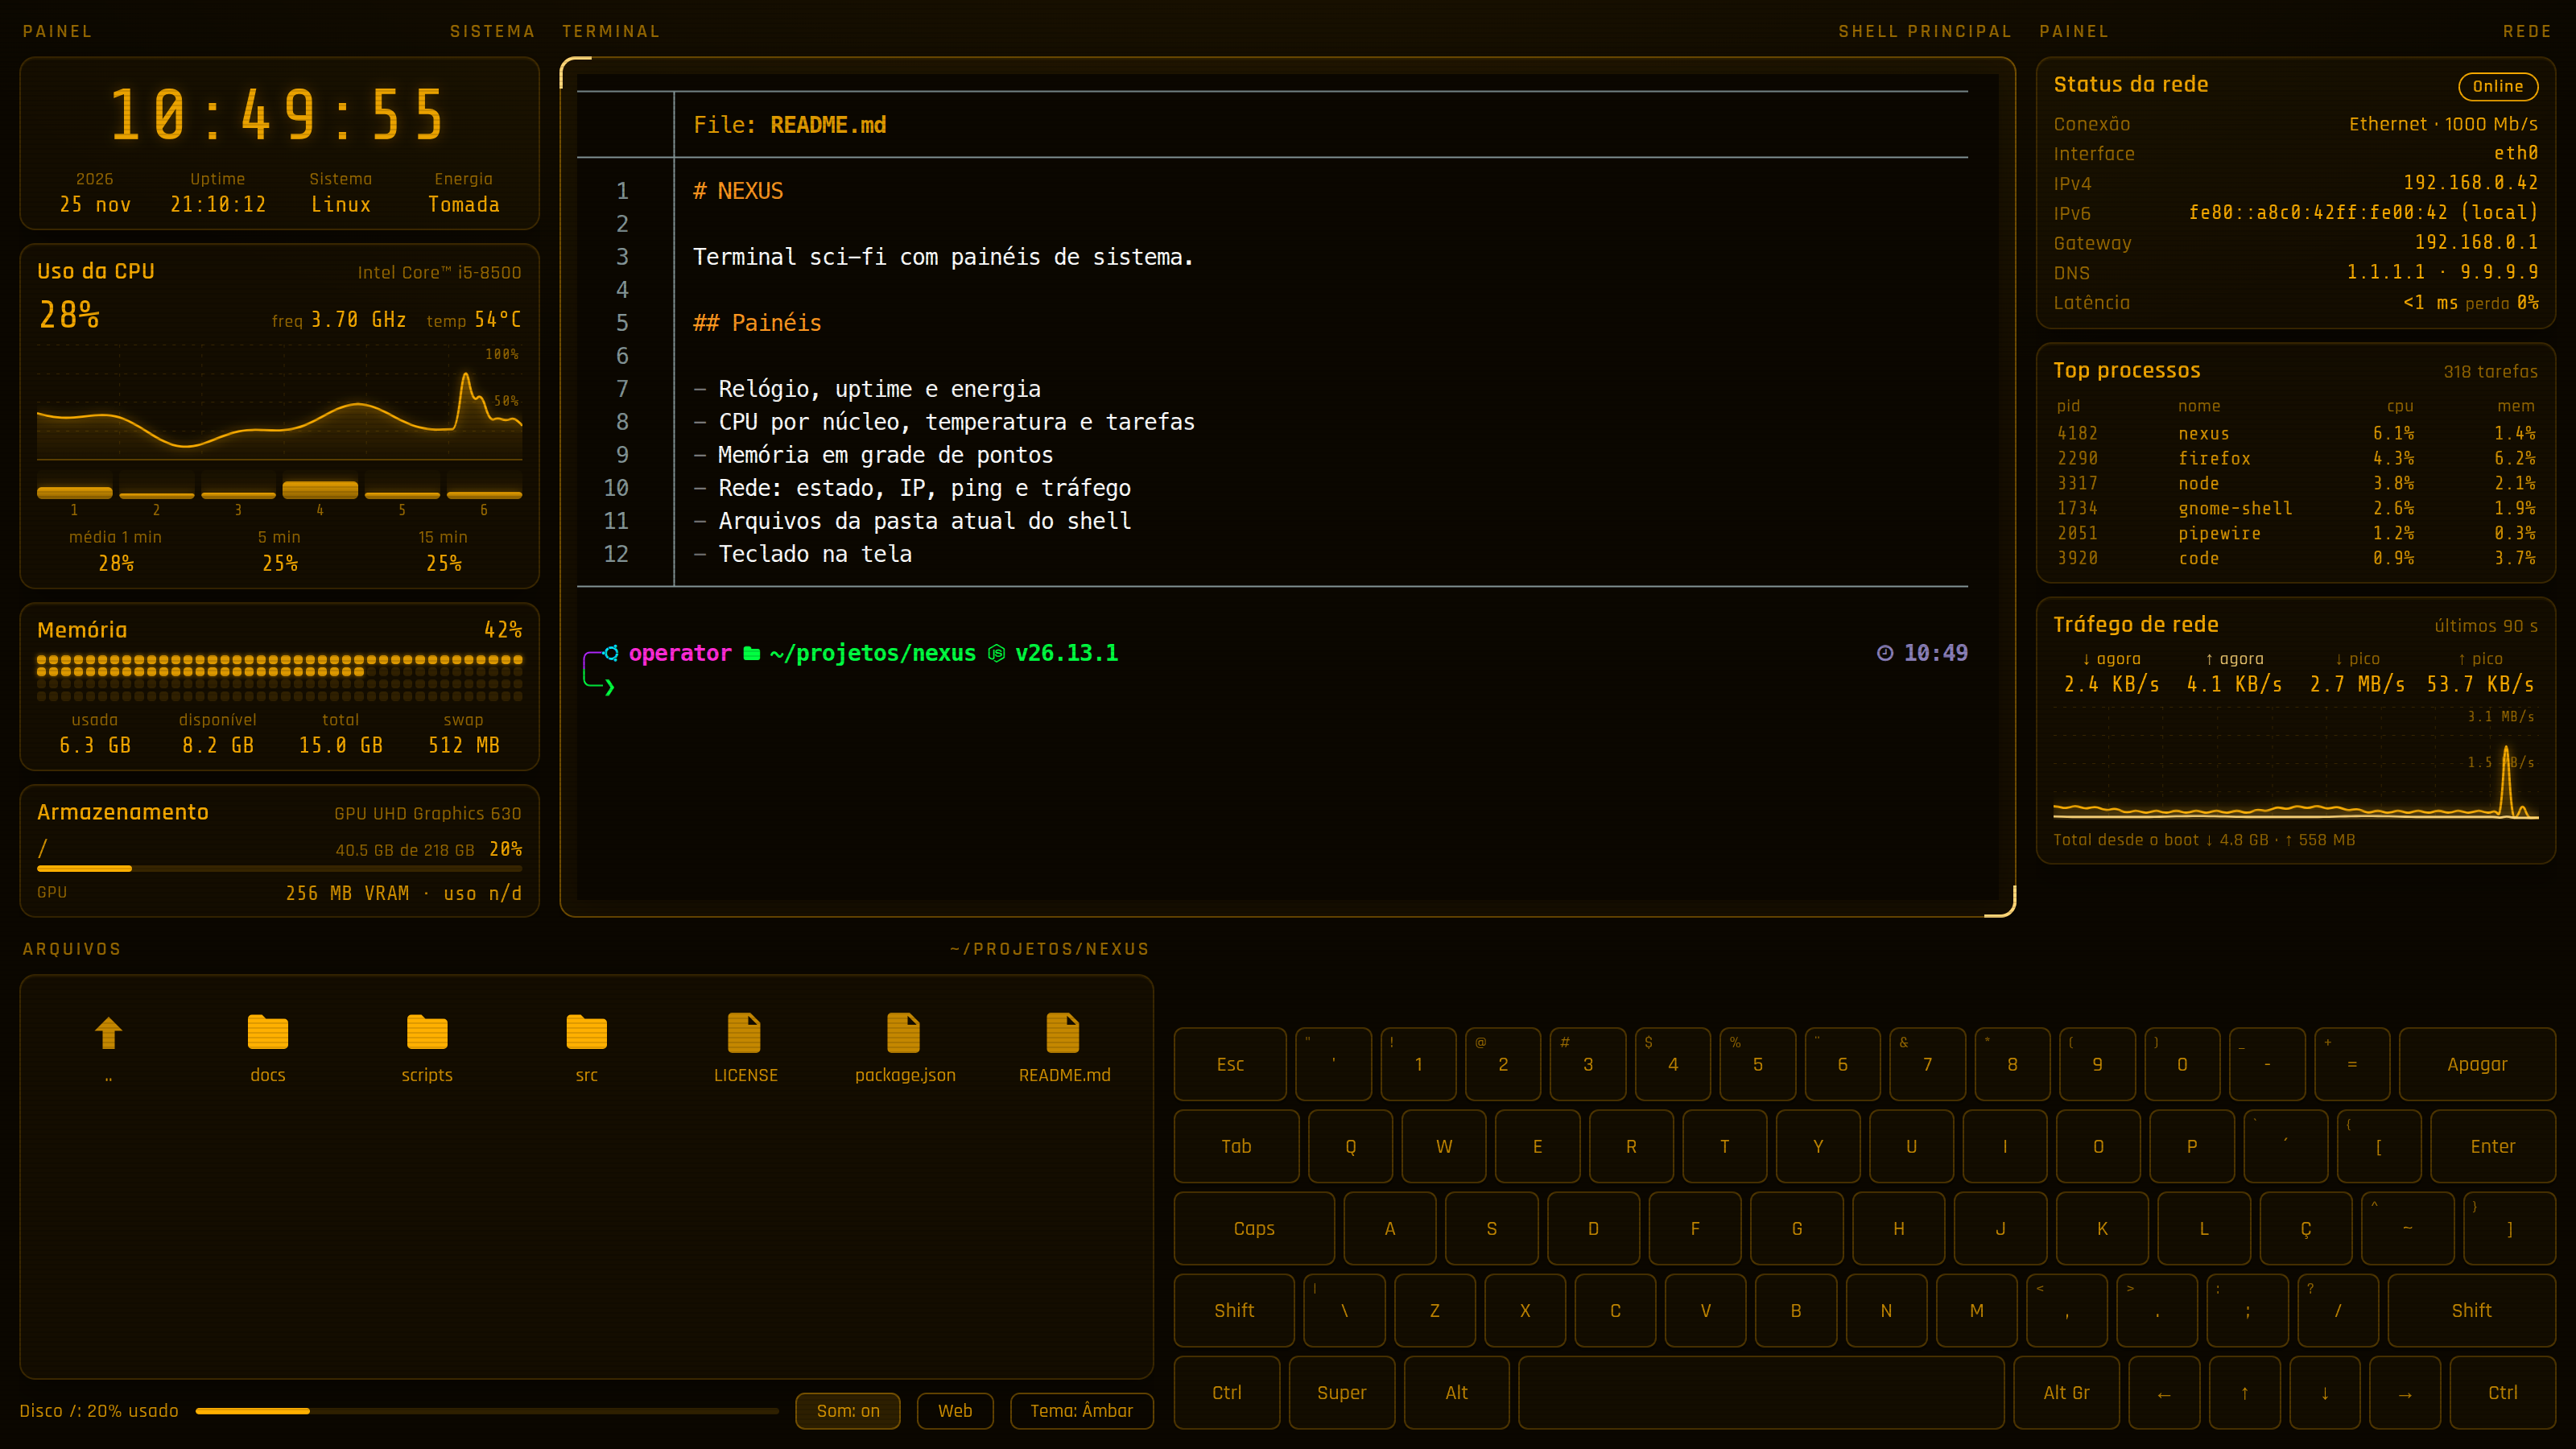 PAINEL SISTEMA
10:49:55
2026 Uptime Sistema Energia
25 nov 21:10:12 Linux Tomada
Uso da CPU Intel Core™ i5-8500
28% freq 3.70 GHz temp 54°C
100%
50%
1 2 3 4 5 6
média 1 min 5 min 15 min
28% 25% 25%
Memória 42%
usada disponível total swap
6.3 GB 8.2 GB 15.0 GB 512 MB
Armazenamento GPU UHD Graphics 630
/ 40.5 GB de 218 GB 20%
GPU 256 MB VRAM · uso n/d
TERMINAL SHELL PRINCIPAL
File: README.md
1 # NEXUS
2
3 Terminal sci-fi com painéis de sistema.
4
5 ## Painéis
6
7 - Relógio, uptime e energia
8 - CPU por núcleo, temperatura e tarefas
9 - Memória em grade de pontos
10 - Rede: estado, IP, ping e tráfego
11 - Arquivos da pasta atual do shell
12 - Teclado na tela
operator ~/projetos/nexus v26.13.1 10:49
❯
PAINEL REDE
Status da rede Online
Conexão Ethernet · 1000 Mb/s
Interface eth0
IPv4 192.168.0.42
IPv6 fe80::a8c0:42ff:fe00:42 (local)
Gateway 192.168.0.1
DNS 1.1.1.1 · 9.9.9.9
Latência <1 ms perda 0%
Top processos 318 tarefas
pid nome cpu mem
4182 nexus 6.1% 1.4%
2290 firefox 4.3% 6.2%
3317 node 3.8% 2.1%
1734 gnome-shell 2.6% 1.9%
2051 pipewire 1.2% 0.3%
3920 code 0.9% 3.7%
Tráfego de rede últimos 90 s
↓ agora ↑ agora ↓ pico ↑ pico
2.4 KB/s 4.1 KB/s 2.7 MB/s 53.7 KB/s
3.1 MB/s
1.5
Total desde o boot ↓ 4.8 GB · ↑ 558 MB
ARQUIVOS ~/PROJETOS/NEXUS
.. docs scripts src LICENSE package.json README.md
Disco /: 20% usado Som: on Web Tema: Âmbar
Esc " ' ! 1 @ 2 # 3 $ 4 % 5 ¨ 6 & 7 * 8 ( 9 ) 0 _ - + = Apagar
Tab Q W E R T Y U I O P ` ´ { [ Enter
Caps A S D F G H J K L Ç ^ ~ } ]
Shift | \ Z X C V B N M < , > . : ; ? / Shift
Ctrl Super Alt Alt Gr ← ↑ ↓ → Ctrl